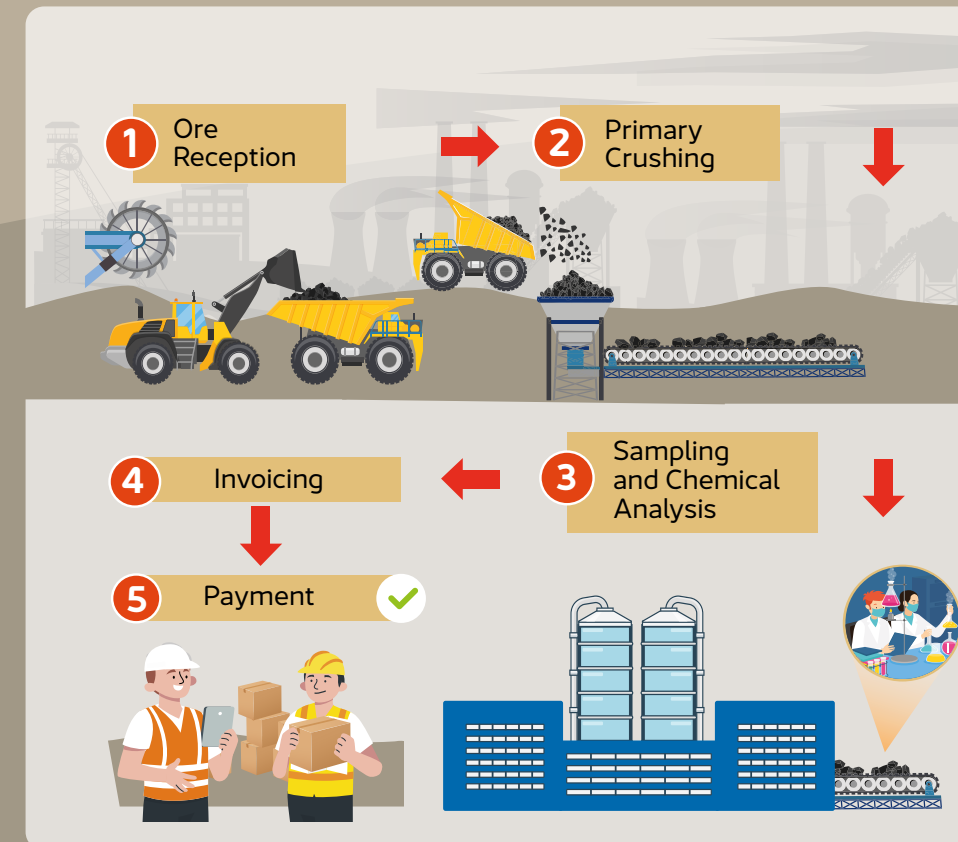 1
Ore
Reception
2
Primary
Crushing
3
Sampling
and Chemical
Analysis
4
Invoicing
5
Payment